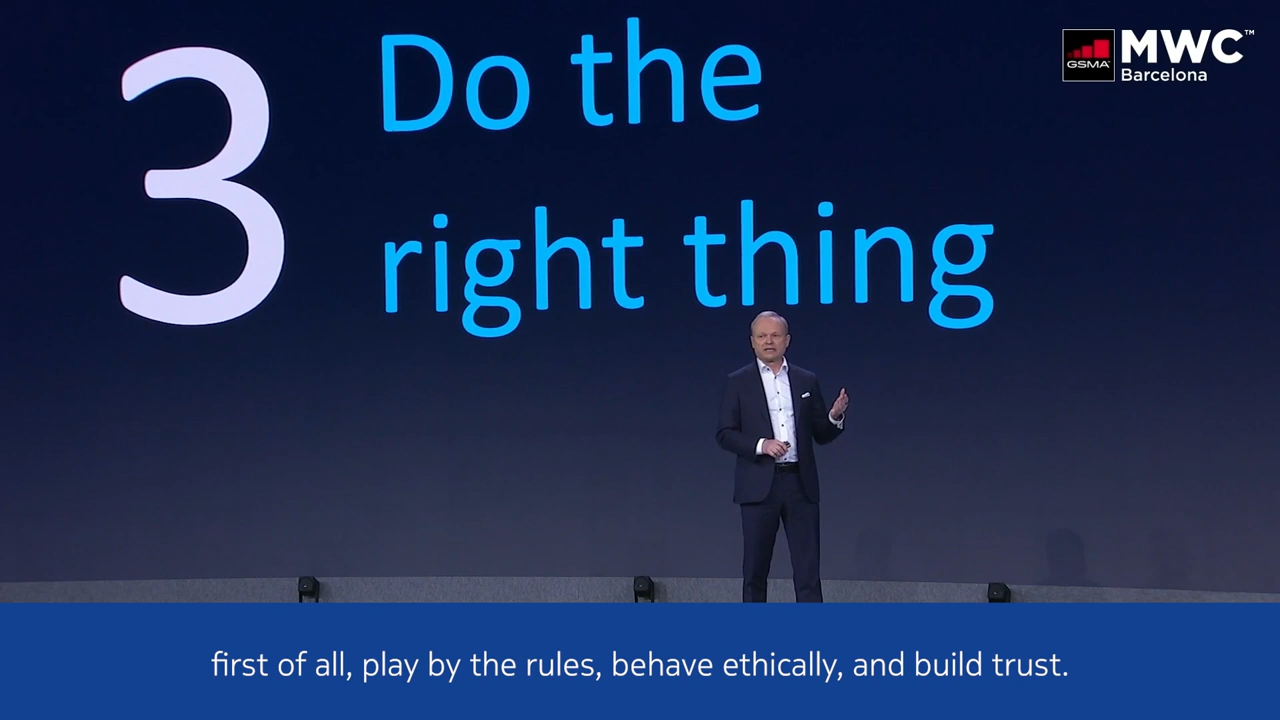 3
Do the
right thing
GSMA
MWC™
Barcelona
first of all, play by the rules, behave ethically, and build trust.